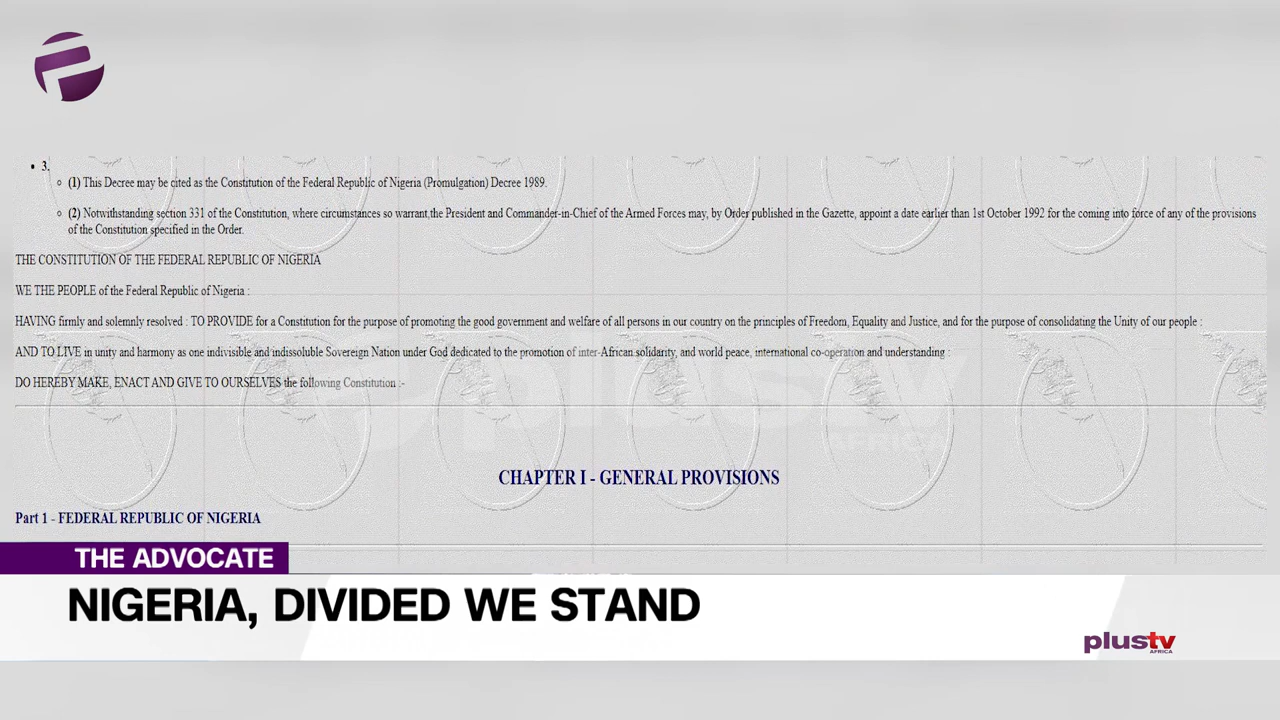 • 3.
(1) This Decree may be cited as the Constitution of the Federal Republic of Nigeria (Promulgation) Decree 1989.
(2) Notwithstanding section 331 of the Constitution, where circumstances so warrant,the President and Commander-in-Chief of the Armed Forces may, by Order published in the Gazette, appoint a date earlier than 1st October 1992 for the coming into force of any of the provisions
of the Constitution specified in the Order.
THE CONSTITUTION OF THE FEDERAL REPUBLIC OF NIGERIA
WE THE PEOPLE of the Federal Republic of Nigeria :
HAVING firmly and solemnly resolved : TO PROVIDE for a Constitution for the purpose of promoting the good government and welfare of all persons in our country on the principles of Freedom, Equality and Justice, and for the purpose of consolidating the Unity of our people :
AND TO LIVE in unity and harmony as one indivisible and indissoluble Sovereign Nation under God dedicated to the promotion of inter-African solidarity, and world peace, international co-operation and understanding :
DO HEREBY MAKE, ENACT AND GIVE TO OURSELVES the following Constitution :-
plustv
AFRICA
CHAPTER I - GENERAL PROVISIONS
Part 1 - FEDERAL REPUBLIC OF NIGERIA
THE ADVOCATE
NIGERIA, DIVIDED WE STAND
plustv
AFRICA